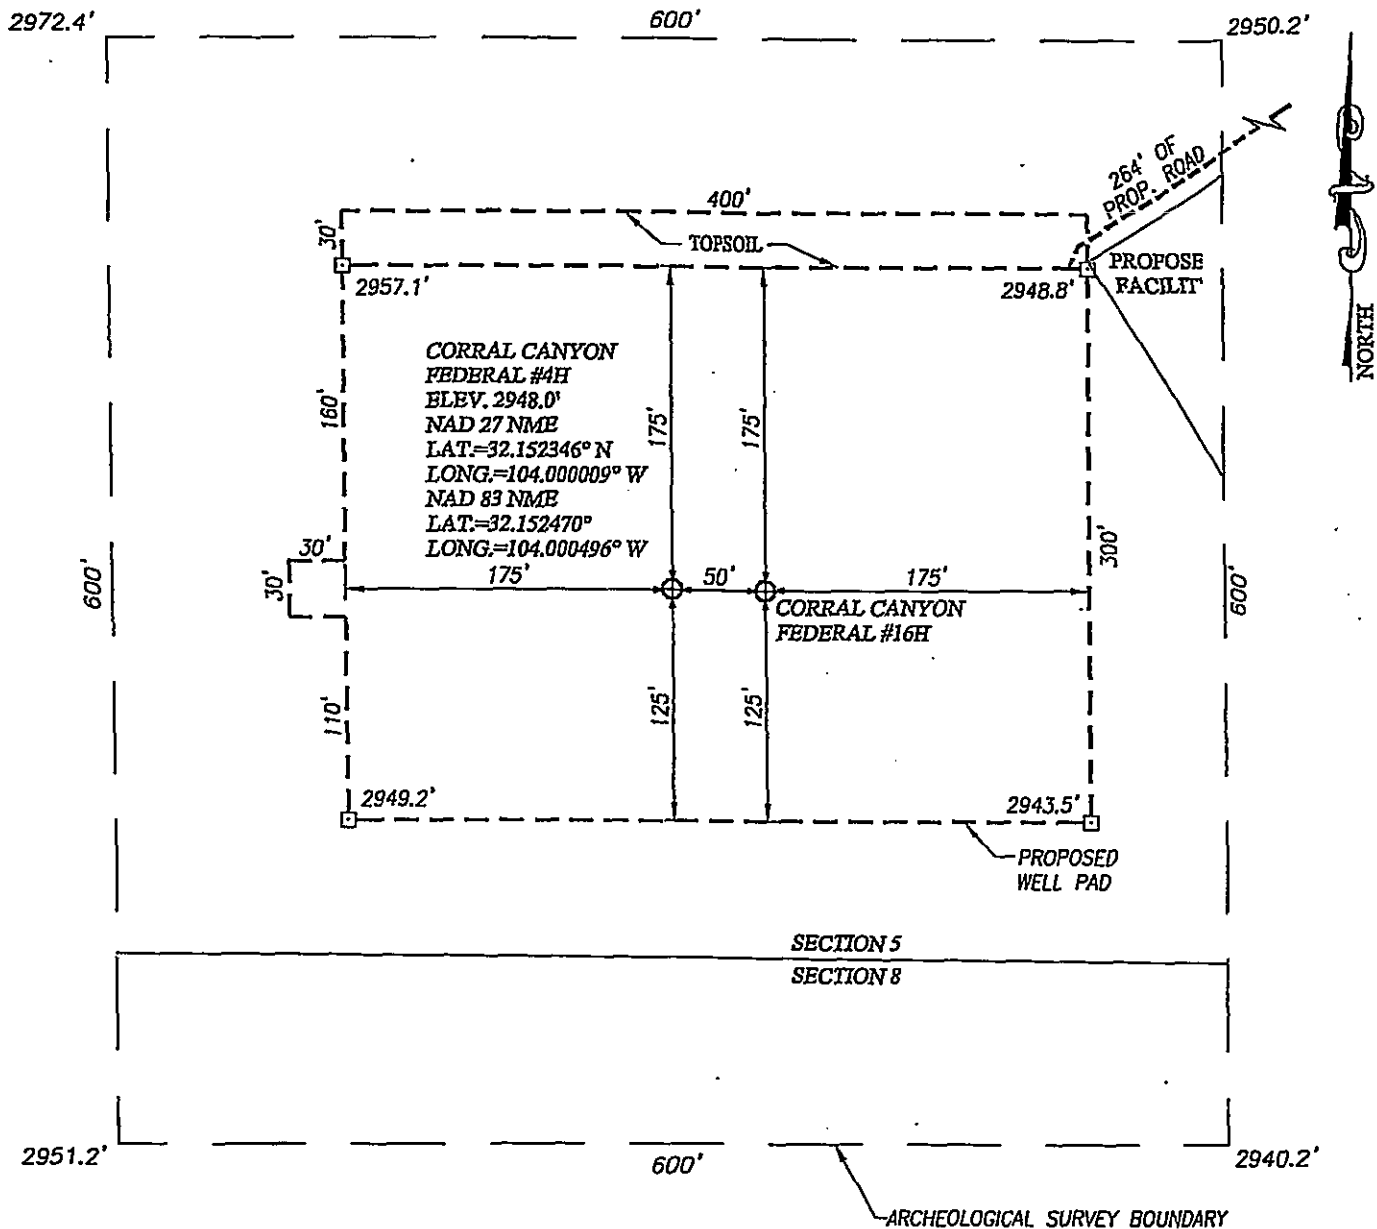 2972.4'
600'
2950.2'
264' OF
PROP. ROAD
400'
30'
TOPSOIL
PROPOSE
FACILIT
2957.1'
2948.8'
NORTH
CORRAL CANYON
FEDERAL #4H
ELEV. 2948.0'
NAD 27 NME
LAT.=32.152346° N
LONG.=104.000009° W
NAD 83 NME
LAT.=32.152470°
LONG.=104.000496° W
160'
175'
175'
300'
30'
30'
175'
50'
175'
600'
600'
CORRAL CANYON
FEDERAL #16H
110'
125'
125'
2949.2'
2943.5'
PROPOSED
WELL PAD
SECTION 5
SECTION 8
2951.2'
600'
2940.2'
ARCHEOLOGICAL SURVEY BOUNDARY